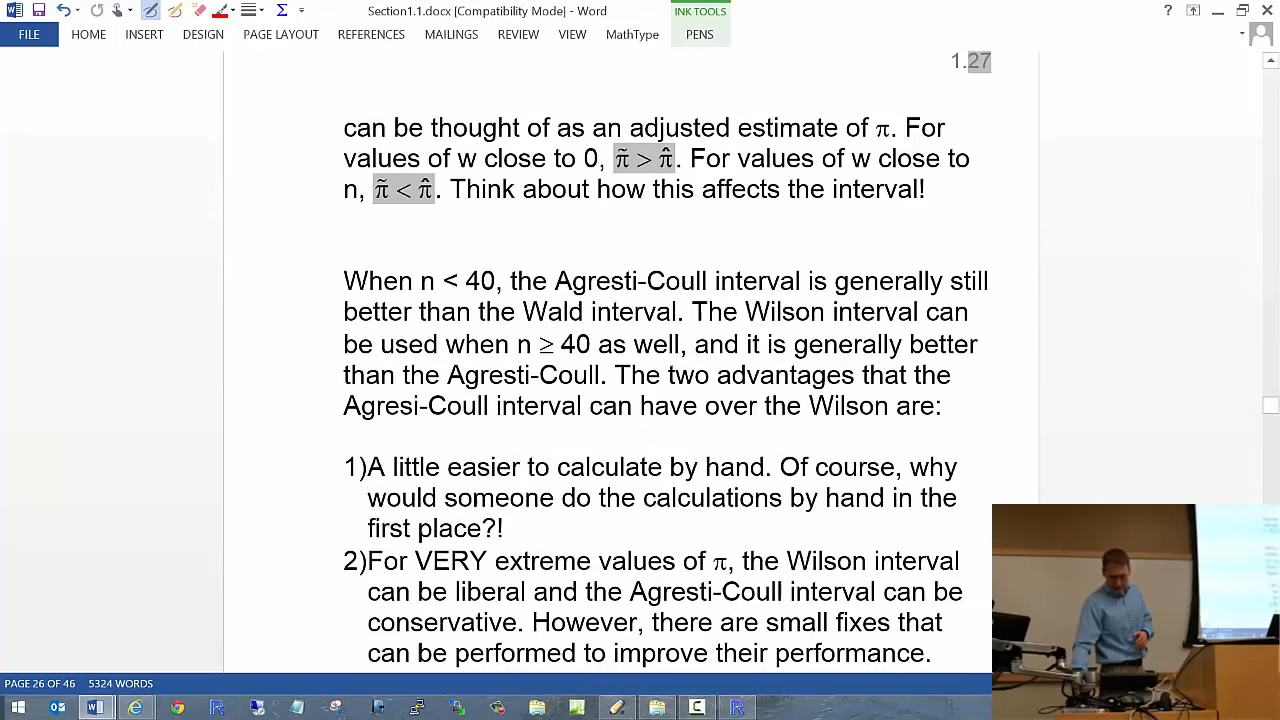 Section1.1.docx [Compatibility Mode] - Word
INK TOOLS
?
FILE
HOME
INSERT
DESIGN
PAGE LAYOUT
REFERENCES
MAILINGS
REVIEW
VIEW
MathType
PENS
1.27
can be thought of as an adjusted estimate of π. For
values of w close to 0, π̃ > π̂. For values of w close to
n, π̃ < π̂. Think about how this affects the interval!
When n < 40, the Agresti-Coull interval is generally still
better than the Wald interval. The Wilson interval can
be used when n ≥ 40 as well, and it is generally better
than the Agresti-Coull. The two advantages that the
Agresi-Coull interval can have over the Wilson are:
1)A little easier to calculate by hand. Of course, why
would someone do the calculations by hand in the
first place?!
2)For VERY extreme values of π, the Wilson interval
can be liberal and the Agresti-Coull interval can be
conservative. However, there are small fixes that
can be performed to improve their performance.
PAGE 26 OF 46
5324 WORDS